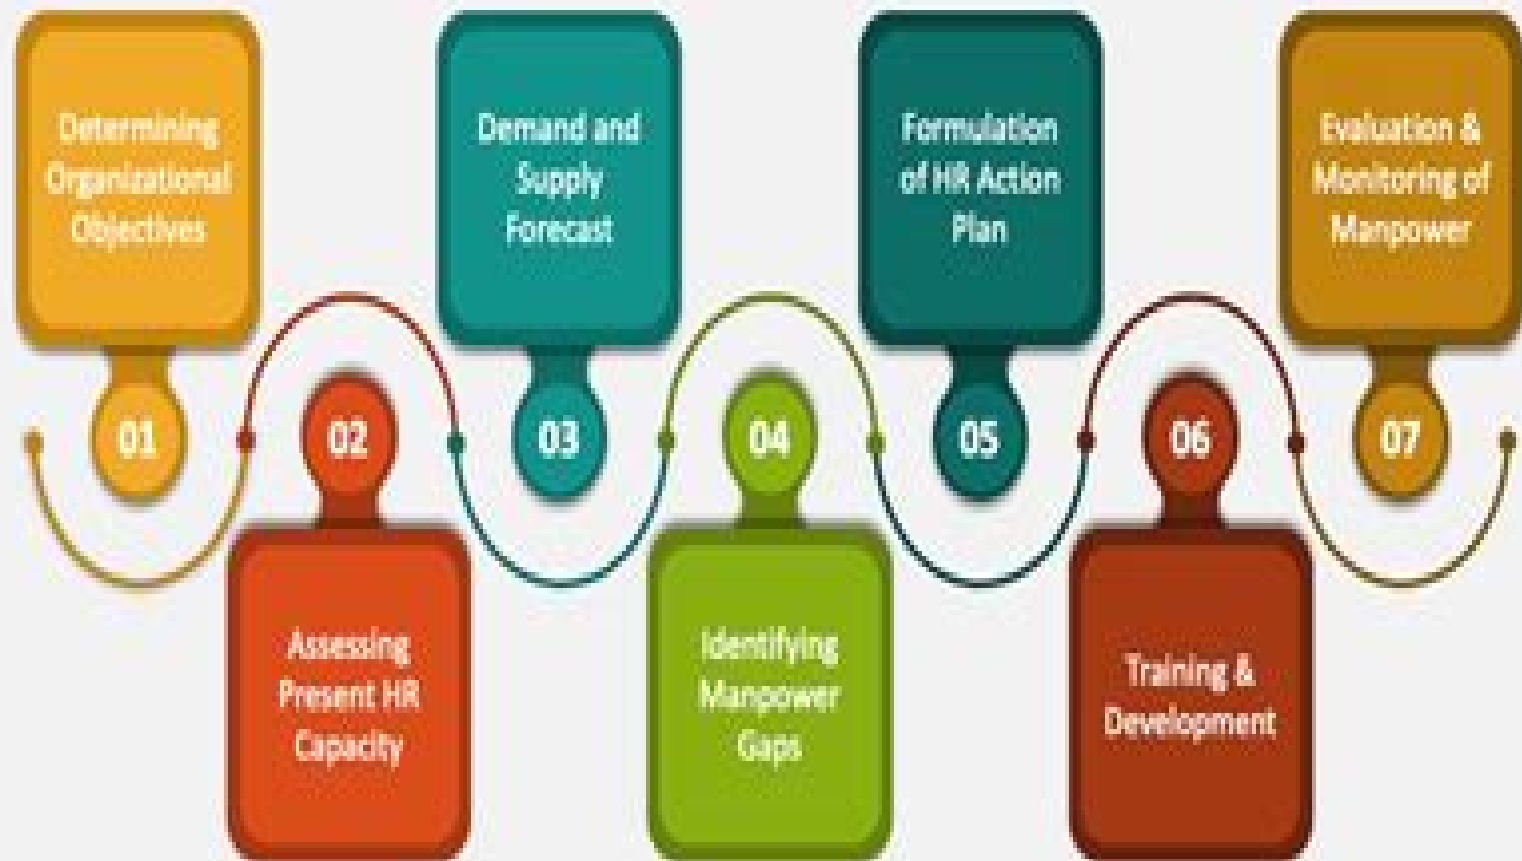 Determining
Organizational
Objectives
01
02
Assessing
Present HR
Capacity
Demand and
Supply
Forecast
03
04
Identifying
Manpower
Gaps
Formulation
of HR Action
Plan
05
06
Training &
Development
Evaluation &
Monitoring of
Manpower
07